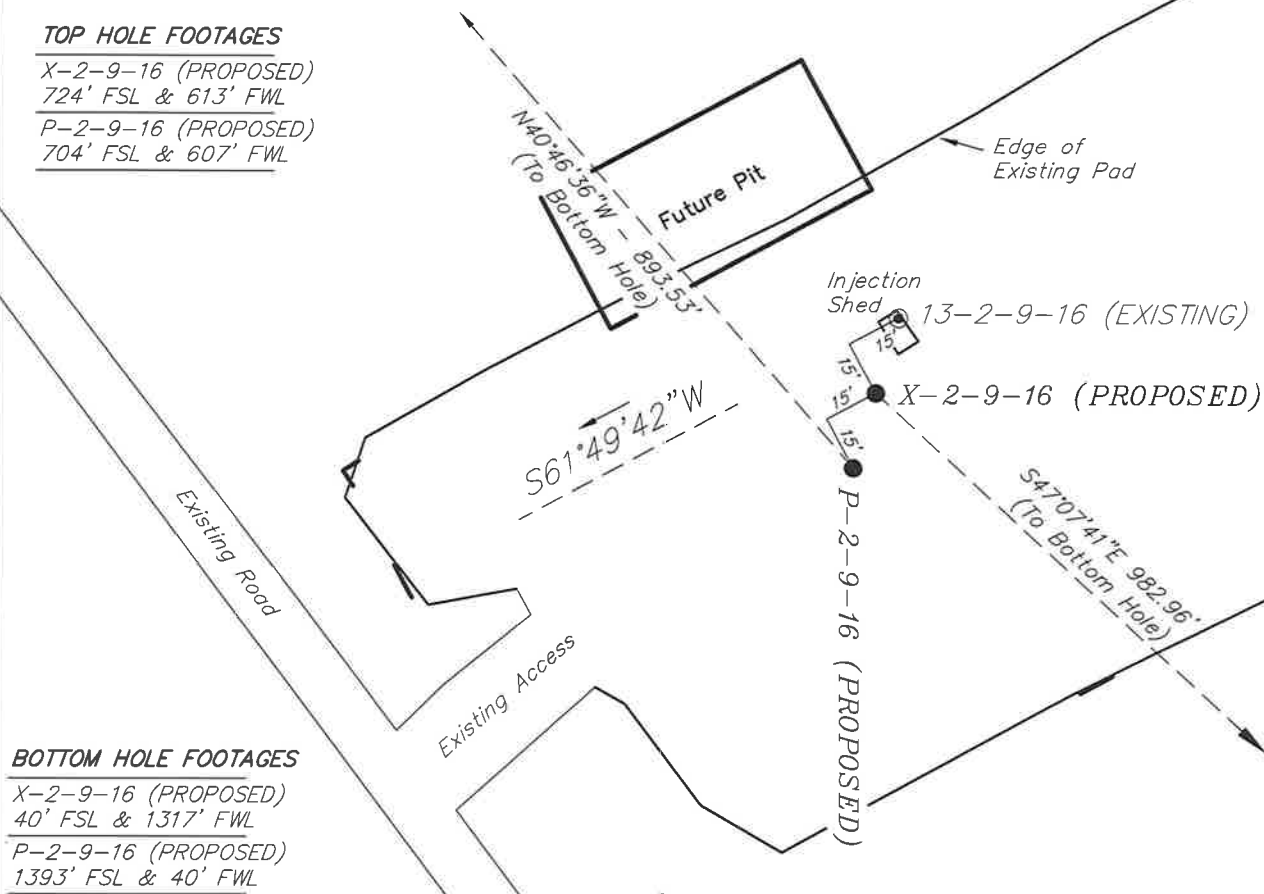 TOP HOLE FOOTAGES
X-2-9-16 (PROPOSED)
724' FSL & 613' FWL
P-2-9-16 (PROPOSED)
704' FSL & 607' FWL
N40°46'36"W - 893.53'
(To Bottom Hole)
Future Pit
Edge of
Existing Pad
Injection
Shed
13-2-9-16 (EXISTING)
15'
15'
15'
15'
X-2-9-16 (PROPOSED)
S61°49'42"W
P-2-9-16 (PROPOSED)
S47°07'41"E 982.96'
(To Bottom Hole)
Existing Road
Existing Access
BOTTOM HOLE FOOTAGES
X-2-9-16 (PROPOSED)
40' FSL & 1317' FWL
P-2-9-16 (PROPOSED)
1393' FSL & 40' FWL